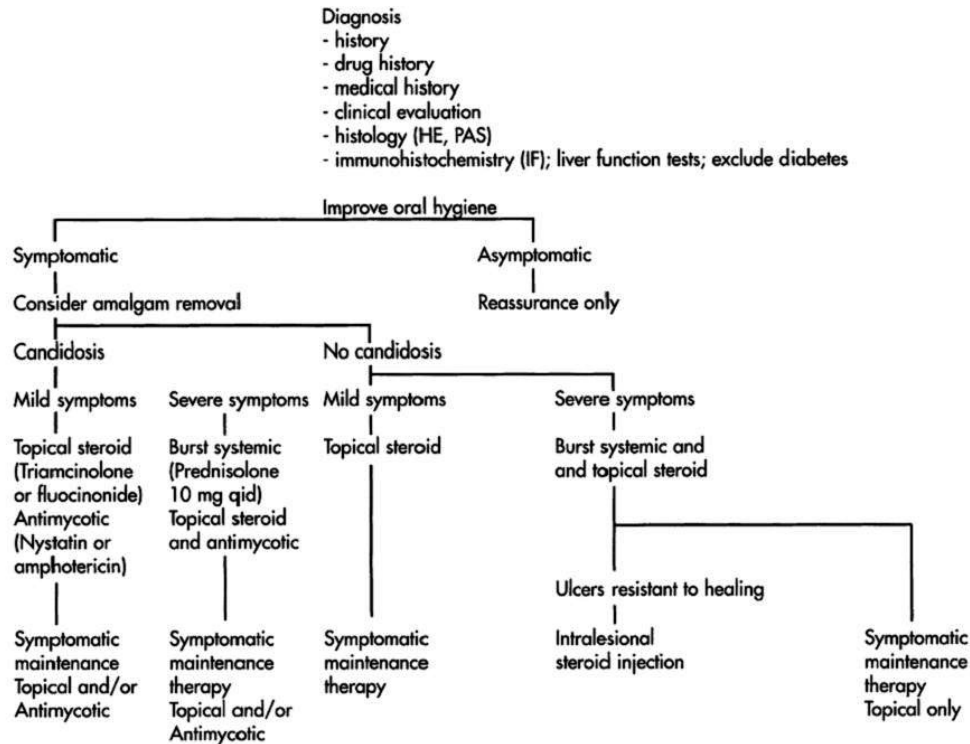 Diagnosis
- history
- drug history
- medical history
- clinical evaluation
- histology (HE, PAS)
- immunohistochemistry (IF); liver function tests; exclude diabetes
Improve oral hygiene
Symptomatic
Asymptomatic
Consider amalgam removal
Reassurance only
Candidosis
No candidosis
Mild symptoms
Severe symptoms
Mild symptoms
Severe symptoms
Topical steroid
(Triamcinolone
or fluocinonide)
Antimycotic
(Nystatin or
amphotericin)
Burst systemic
(Prednisolone
10 mg qid)
Topical steroid
and antimycotic
Topical steroid
Burst systemic and
and topical steroid
Ulcers resistant to healing
Symptomatic
maintenance
Topical and/or
Antimycotic
Symptomatic
maintenance
therapy
Topical and/or
Antimycotic
Symptomatic
maintenance
therapy
Intralesional
steroid injection
Symptomatic
maintenance
therapy
Topical only